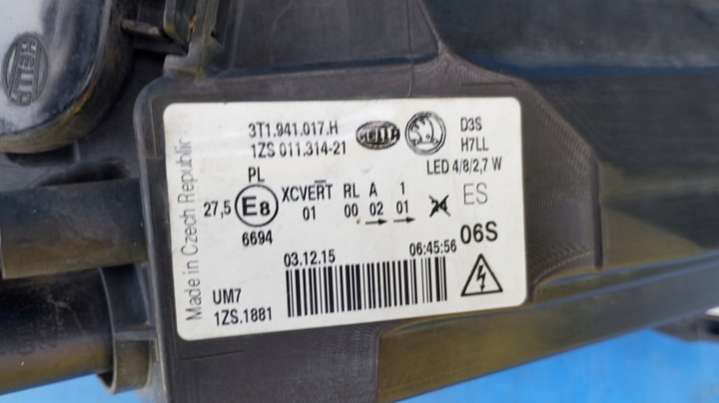 HELLA
3T1.941.017.H HELLA D3S
1ZS 011.314-21 H7LL
LED 4/8/2,7 W
PL
27,5 E8 XCVERT RL A 1 ES
01 00 02 01
6694 06S
03.12.15 06:45:56
UM7
1ZS.1881
Made in Czech Republic